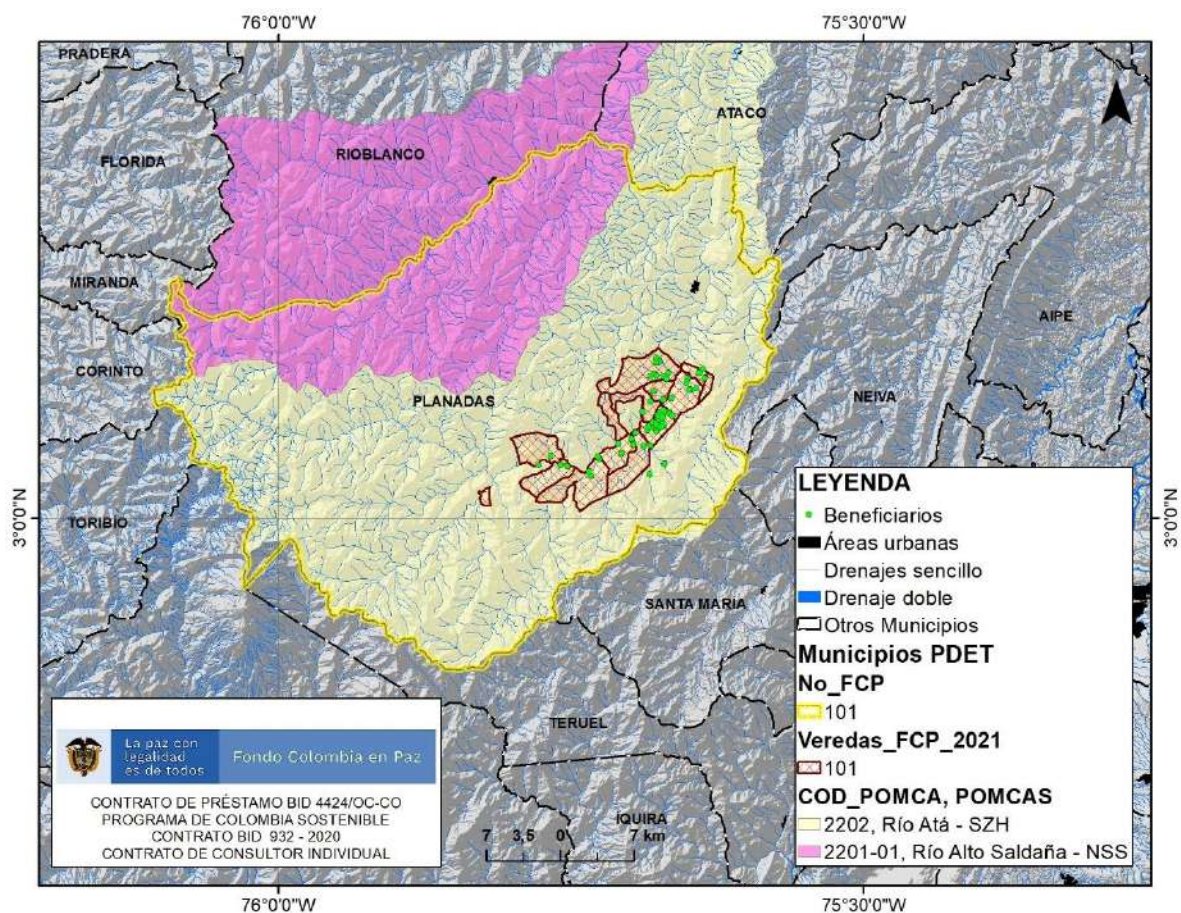 76°0'0"W
75°30'0"W
PRADERA
ATACO
RIOBLANCO
FLORIDA
MIRANDA
AIPE
CORINTO
PLANADAS
NEIVA
3°0'0"N
TORIBIO
3°0'0"N
SANTA MARIA
TERUEL
ÍQUIRA
7 3,5 0 7 km
LEYENDA
Beneficiarios
Áreas urbanas
Drenajes sencillo
Drenaje doble
Otros Municipios
Municipios PDET
No_FCP
101
Veredas_FCP_2021
101
COD_POMCA, POMCAS
2202, Río Atá - SZH
2201-01, Río Alto Saldaña - NSS
La paz con
legalidad
es de todos
Fondo Colombia en Paz
CONTRATO DE PRÉSTAMO BID 4424/OC-CO
PROGRAMA DE COLOMBIA SOSTENIBLE
CONTRATO BID 932 - 2020
CONTRATO DE CONSULTOR INDIVIDUAL
76°0'0"W
75°30'0"W